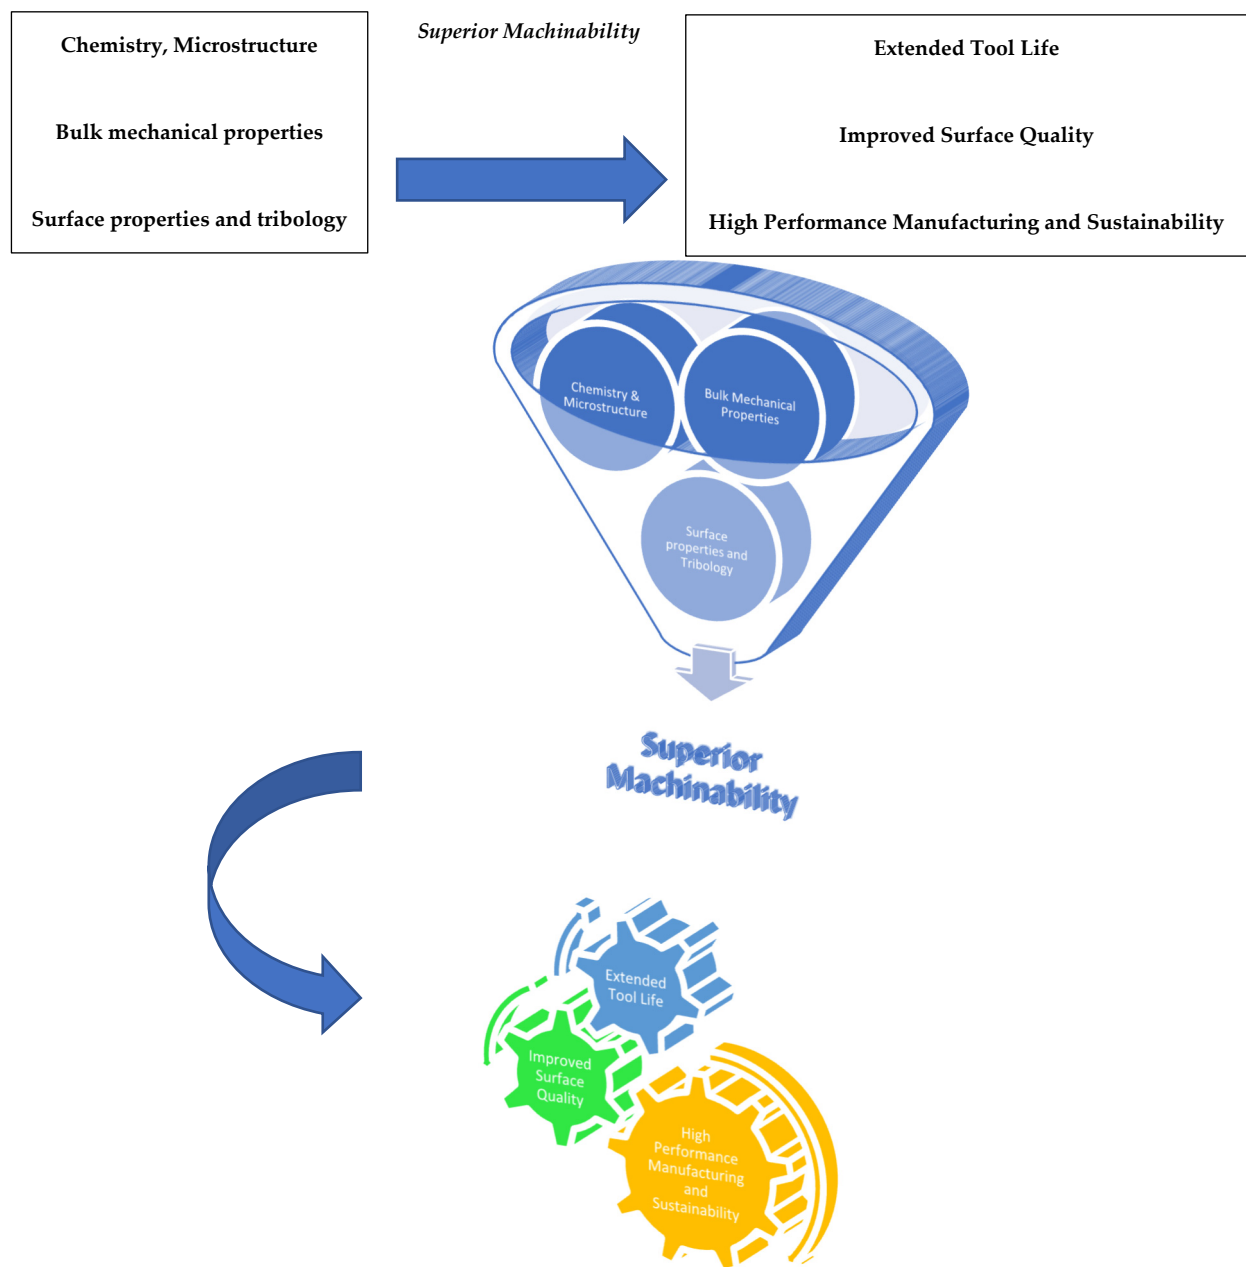 Chemistry, Microstructure
Bulk mechanical properties
Surface properties and tribology
Superior Machinability
Extended Tool Life
Improved Surface Quality
High Performance Manufacturing and Sustainability
Chemistry &
Microstructure
Bulk Mechanical
Properties
Surface
properties and
Tribology
Superior
Machinability
Extended
Tool Life
Improved
Surface
Quality
High
Performance
Manufacturing
and
Sustainability